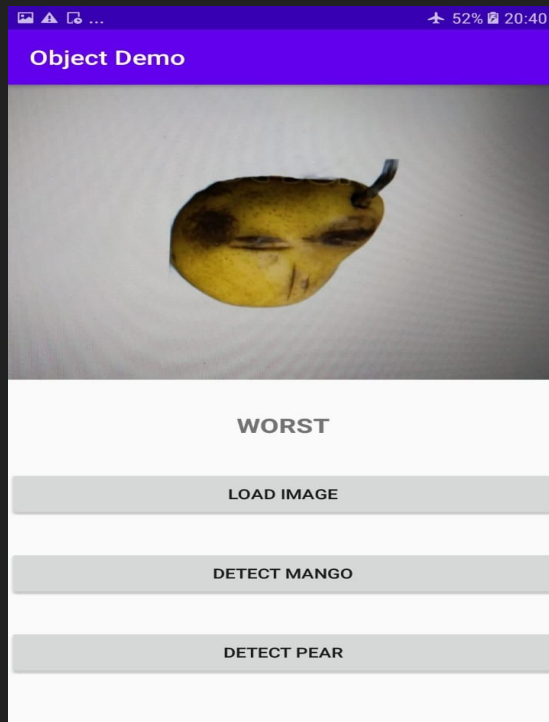 ... 52% 20:40
Object Demo
WORST
LOAD IMAGE
DETECT MANGO
DETECT PEAR